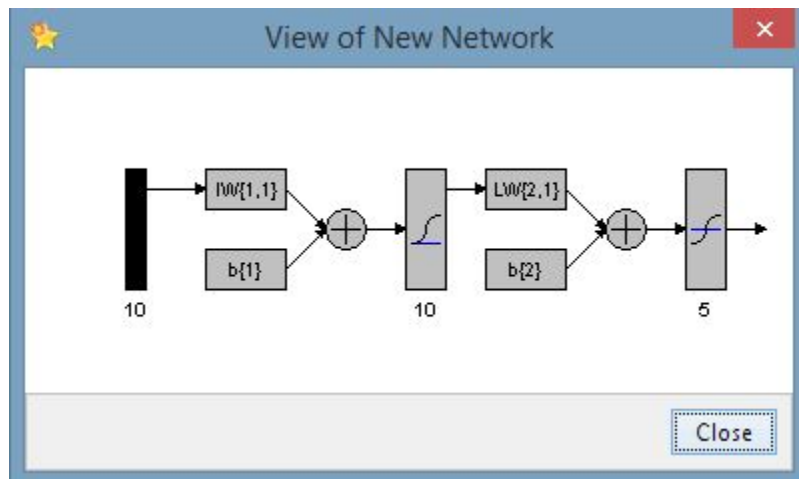 View of New Network
IW{1,1}
LW{2,1}
b{1}
b{2}
10
10
5
Close